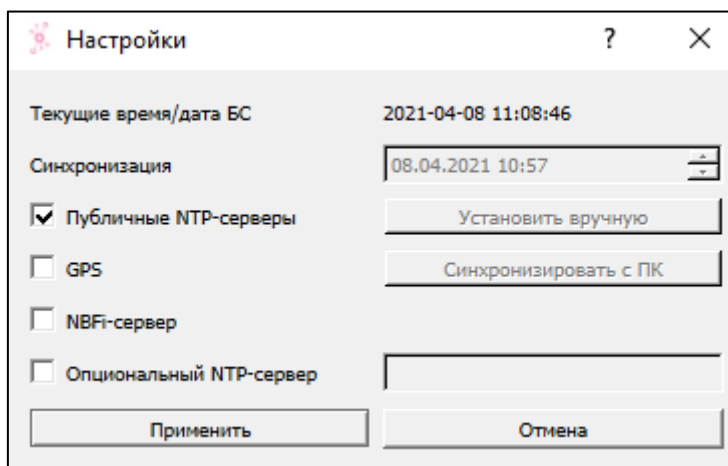 Настройки ? ×
Текущие время/дата БС 2021-04-08 11:08:46
Синхронизация 08.04.2021 10:57
Публичные NTP-серверы Установить вручную
GPS Синхронизировать с ПК
NBFi-сервер
Опциональный NTP-сервер
Применить Отмена